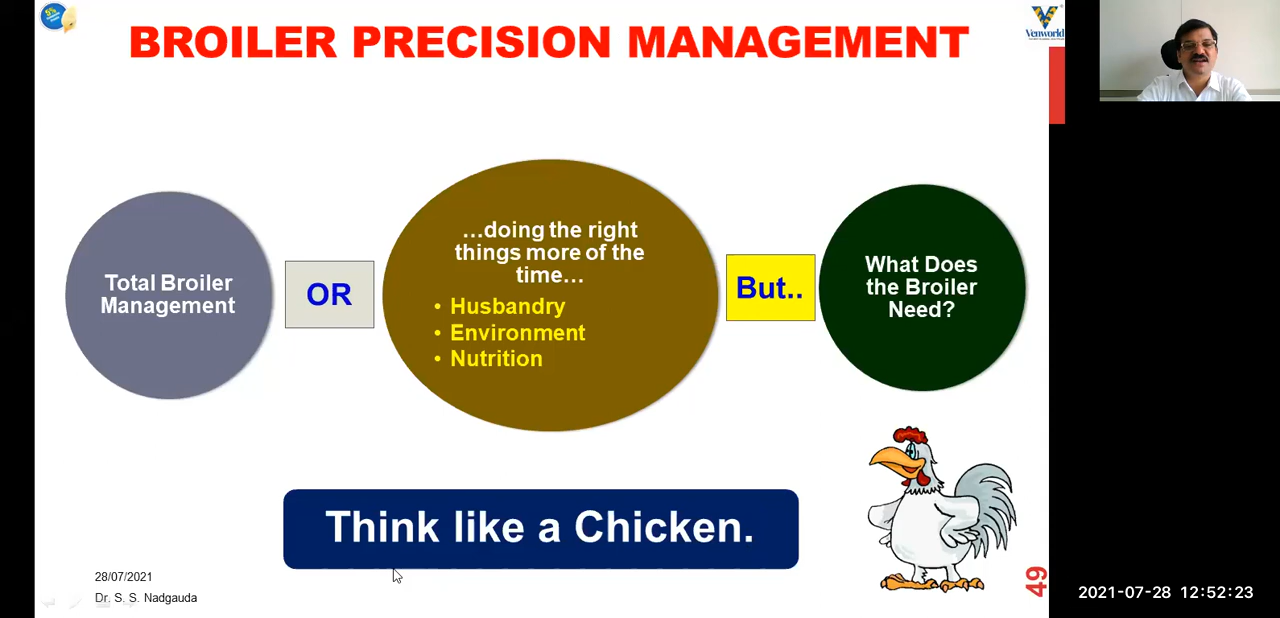 5%
BROILER PRECISION MANAGEMENT
Venworld
Total Broiler
Management
OR
…doing the right
things more of the
time…
• Husbandry
• Environment
• Nutrition
But..
What Does
the Broiler
Need?
Think like a Chicken.
28/07/2021
Dr. S. S. Nadgauda
49
2021-07-28 12:52:23